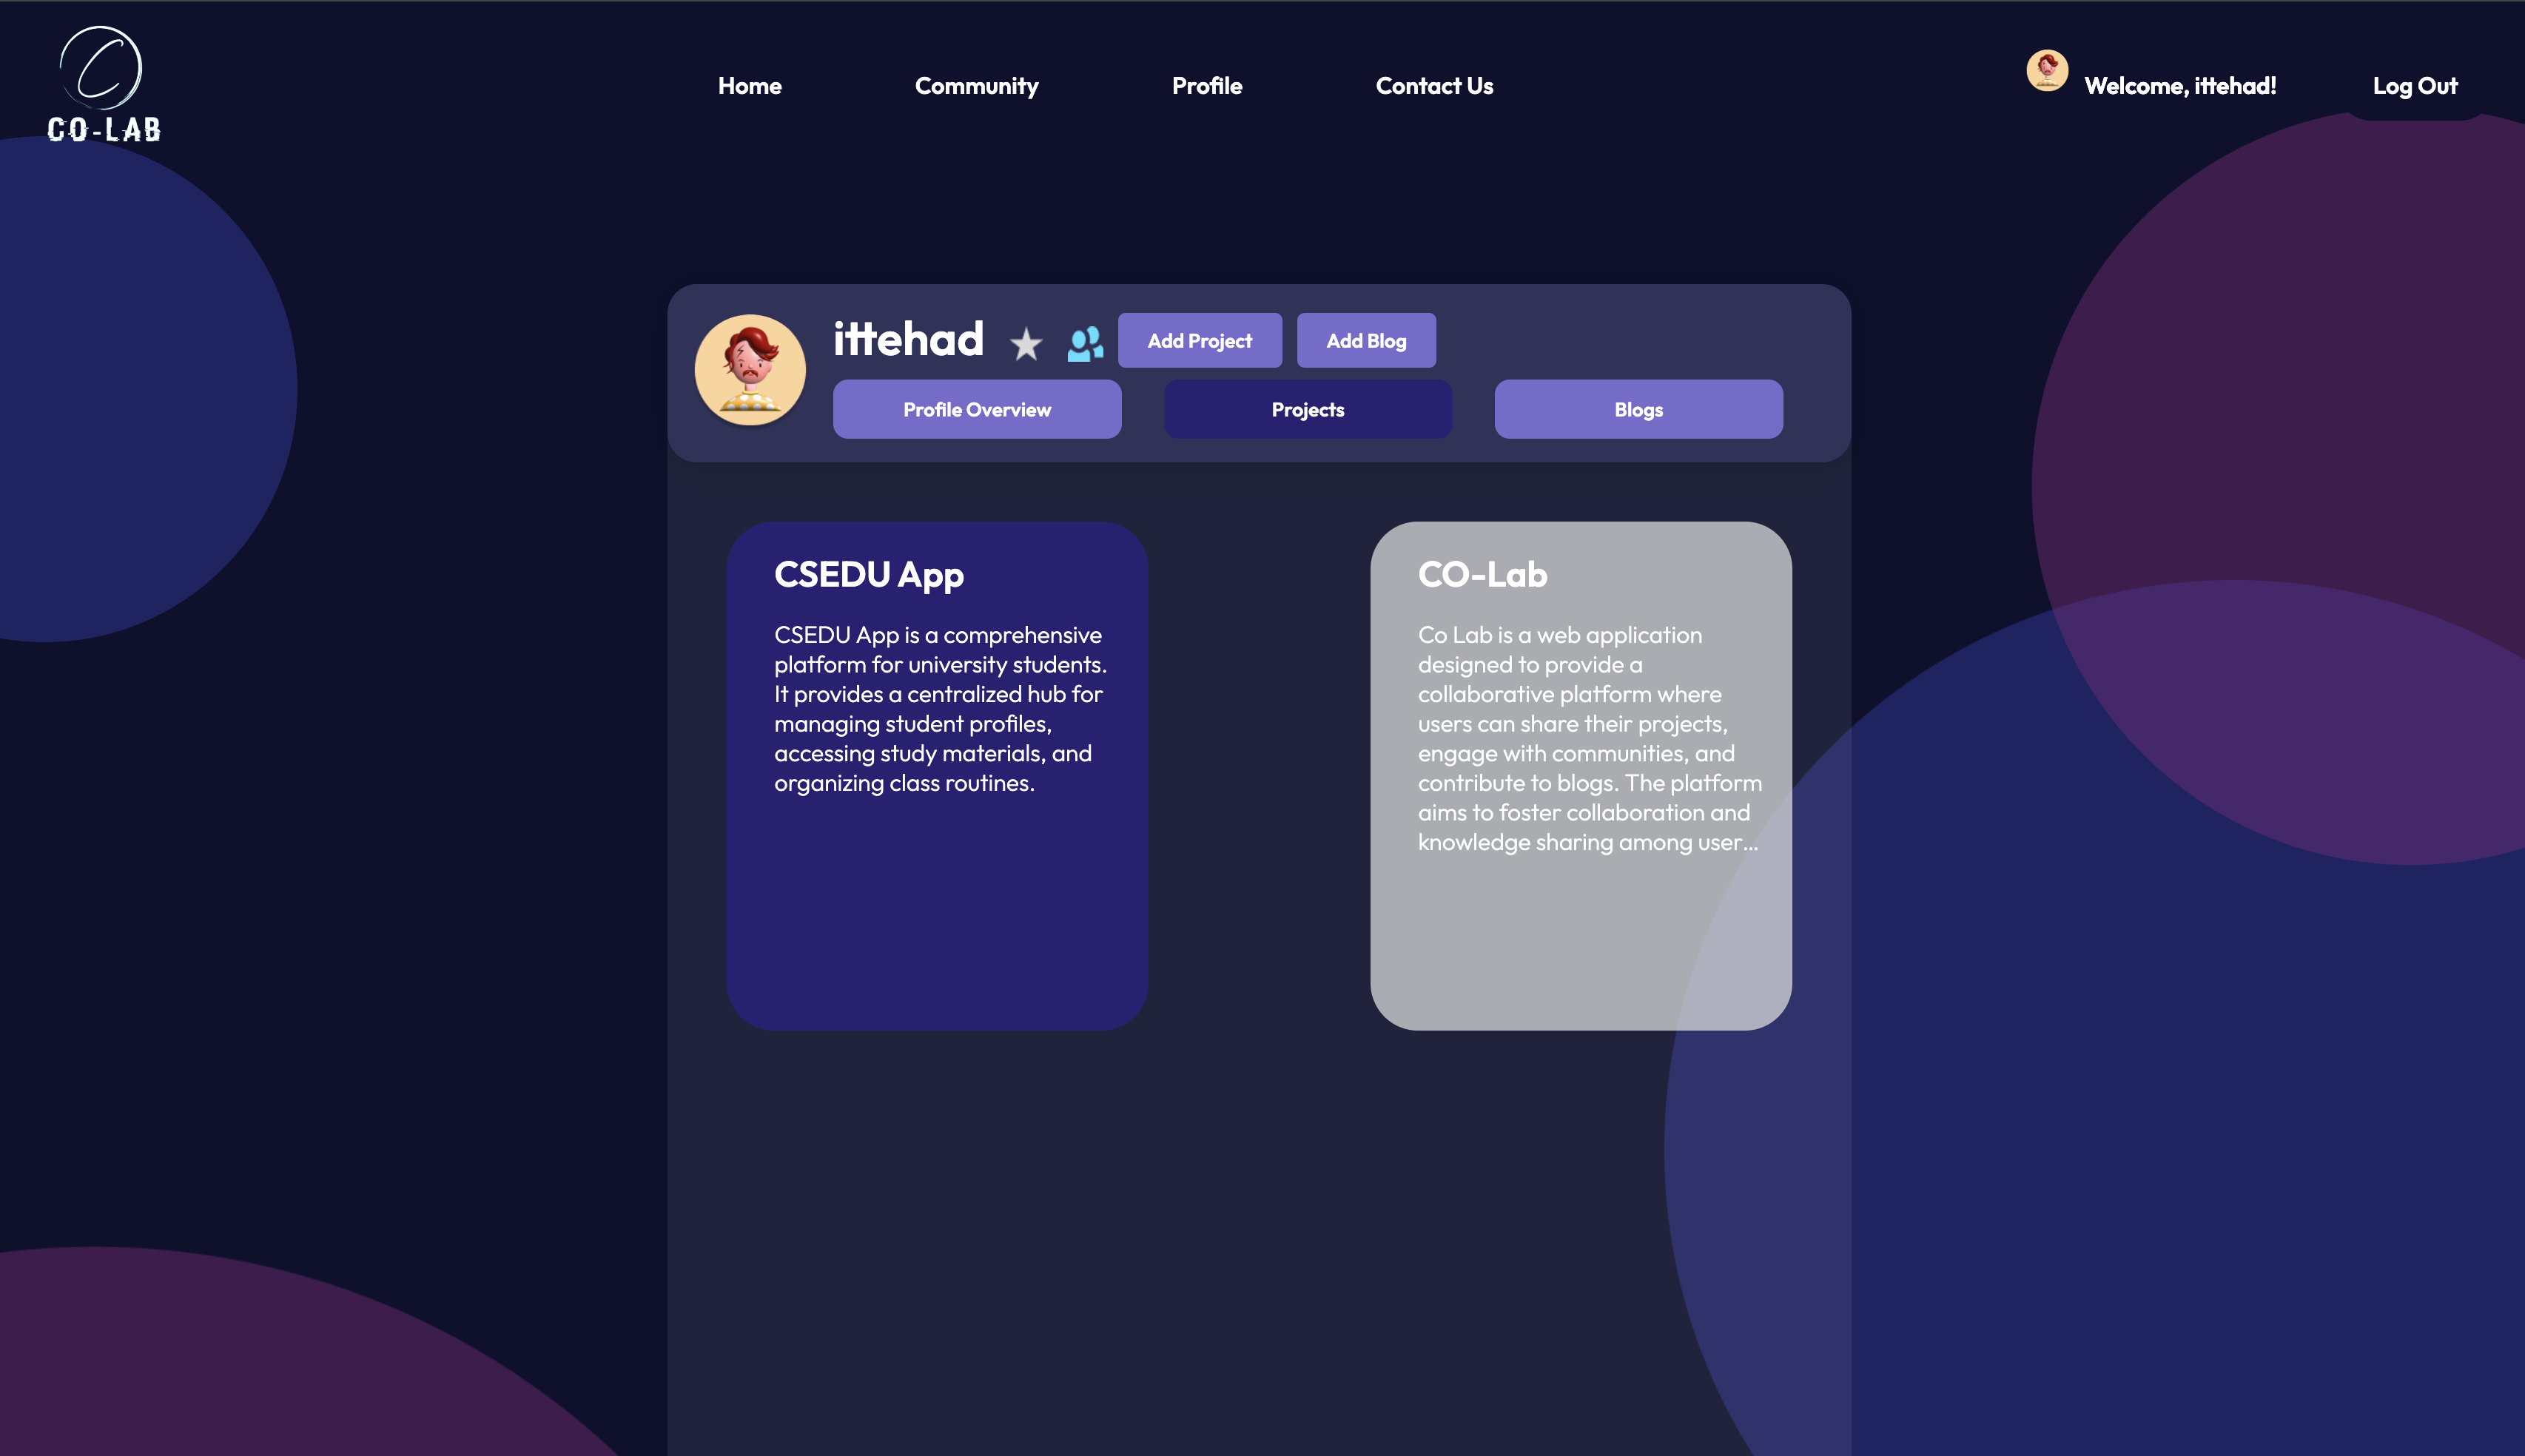 CO-LAB
Home
Community
Profile
Contact Us
Welcome, ittehad!
Log Out
ittehad
Add Project
Add Blog
Profile Overview
Projects
Blogs
CSEDU App
CSEDU App is a comprehensive
platform for university students.
It provides a centralized hub for
managing student profiles,
accessing study materials, and
organizing class routines.
CO-Lab
Co Lab is a web application
designed to provide a
collaborative platform where
users can share their projects,
engage with communities, and
contribute to blogs. The platform
aims to foster collaboration and
knowledge sharing among user...